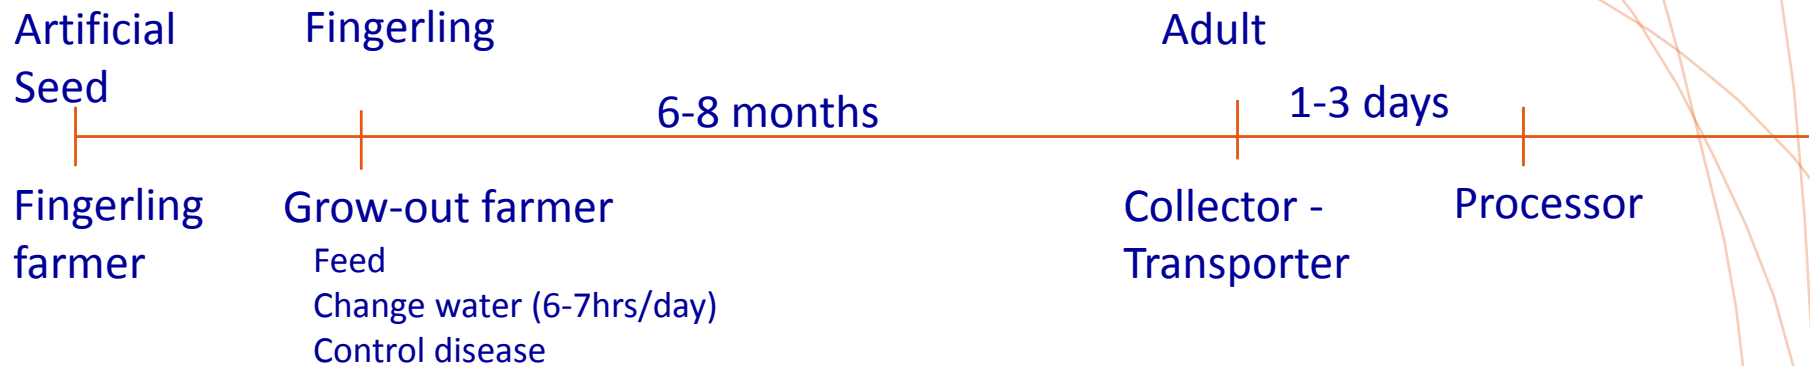 Artificial
Seed
Fingerling
Adult
6-8 months
1-3 days
Fingerling
farmer
Grow-out farmer
Feed
Change water (6-7hrs/day)
Control disease
Collector -
Transporter
Processor